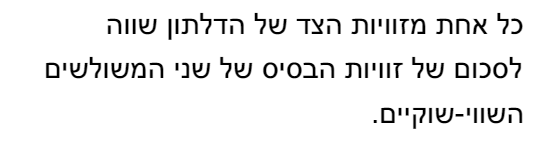 כל אחת מזוויות הצד של הדלתון שווה
לסכום של זוויות הבסיס של שני המשולשים
השווי-שוקיים.